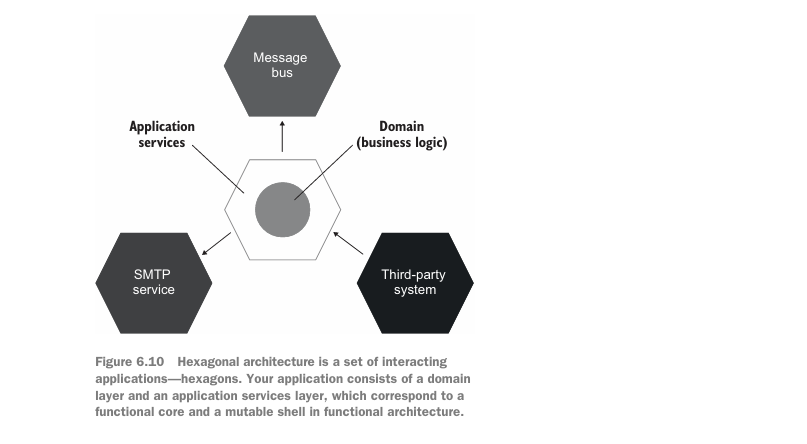 Message
bus
Application
services
Domain
(business logic)
SMTP
service
Third-party
system
Figure 6.10 Hexagonal architecture is a set of interacting
applications—hexagons. Your application consists of a domain
layer and an application services layer, which correspond to a
functional core and a mutable shell in functional architecture.